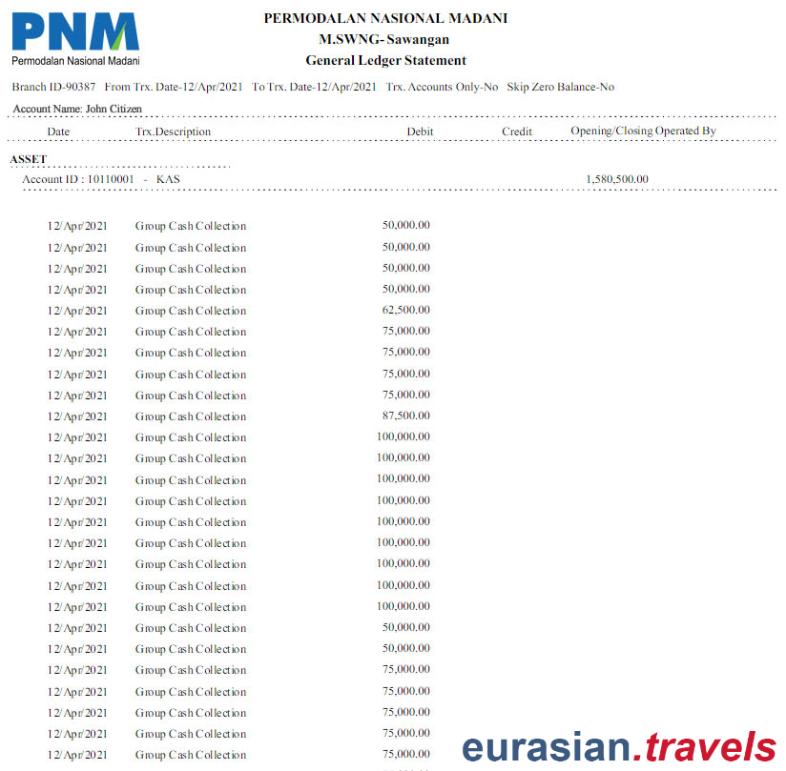 PNM
Permodalan Nasional Madani
PERMODALAN NASIONAL MADANI
M.SWNG- Sawangan
General Ledger Statement
Branch ID-90387 From Trx. Date-12/Apr/2021 To Trx. Date-12/Apr/2021 Trx. Accounts Only-No Skip Zero Balance-No
Account Name: John Citizen
Date Trx.Description Debit Credit Opening/Closing Operated By
ASSET
Account ID : 10110001 - KAS 1,580,500.00
12/Apr/2021 Group Cash Collection 50,000.00
12/Apr/2021 Group Cash Collection 50,000.00
12/Apr/2021 Group Cash Collection 50,000.00
12/Apr/2021 Group Cash Collection 50,000.00
12/Apr/2021 Group Cash Collection 62,500.00
12/Apr/2021 Group Cash Collection 75,000.00
12/Apr/2021 Group Cash Collection 75,000.00
12/Apr/2021 Group Cash Collection 75,000.00
12/Apr/2021 Group Cash Collection 75,000.00
12/Apr/2021 Group Cash Collection 87,500.00
12/Apr/2021 Group Cash Collection 100,000.00
12/Apr/2021 Group Cash Collection 100,000.00
12/Apr/2021 Group Cash Collection 100,000.00
12/Apr/2021 Group Cash Collection 100,000.00
12/Apr/2021 Group Cash Collection 100,000.00
12/Apr/2021 Group Cash Collection 100,000.00
12/Apr/2021 Group Cash Collection 100,000.00
12/Apr/2021 Group Cash Collection 100,000.00
12/Apr/2021 Group Cash Collection 100,000.00
12/Apr/2021 Group Cash Collection 50,000.00
12/Apr/2021 Group Cash Collection 50,000.00
12/Apr/2021 Group Cash Collection 75,000.00
12/Apr/2021 Group Cash Collection 75,000.00
12/Apr/2021 Group Cash Collection 75,000.00
12/Apr/2021 Group Cash Collection 75,000.00
12/Apr/2021 Group Cash Collection 75,000.00
eurasian.travels